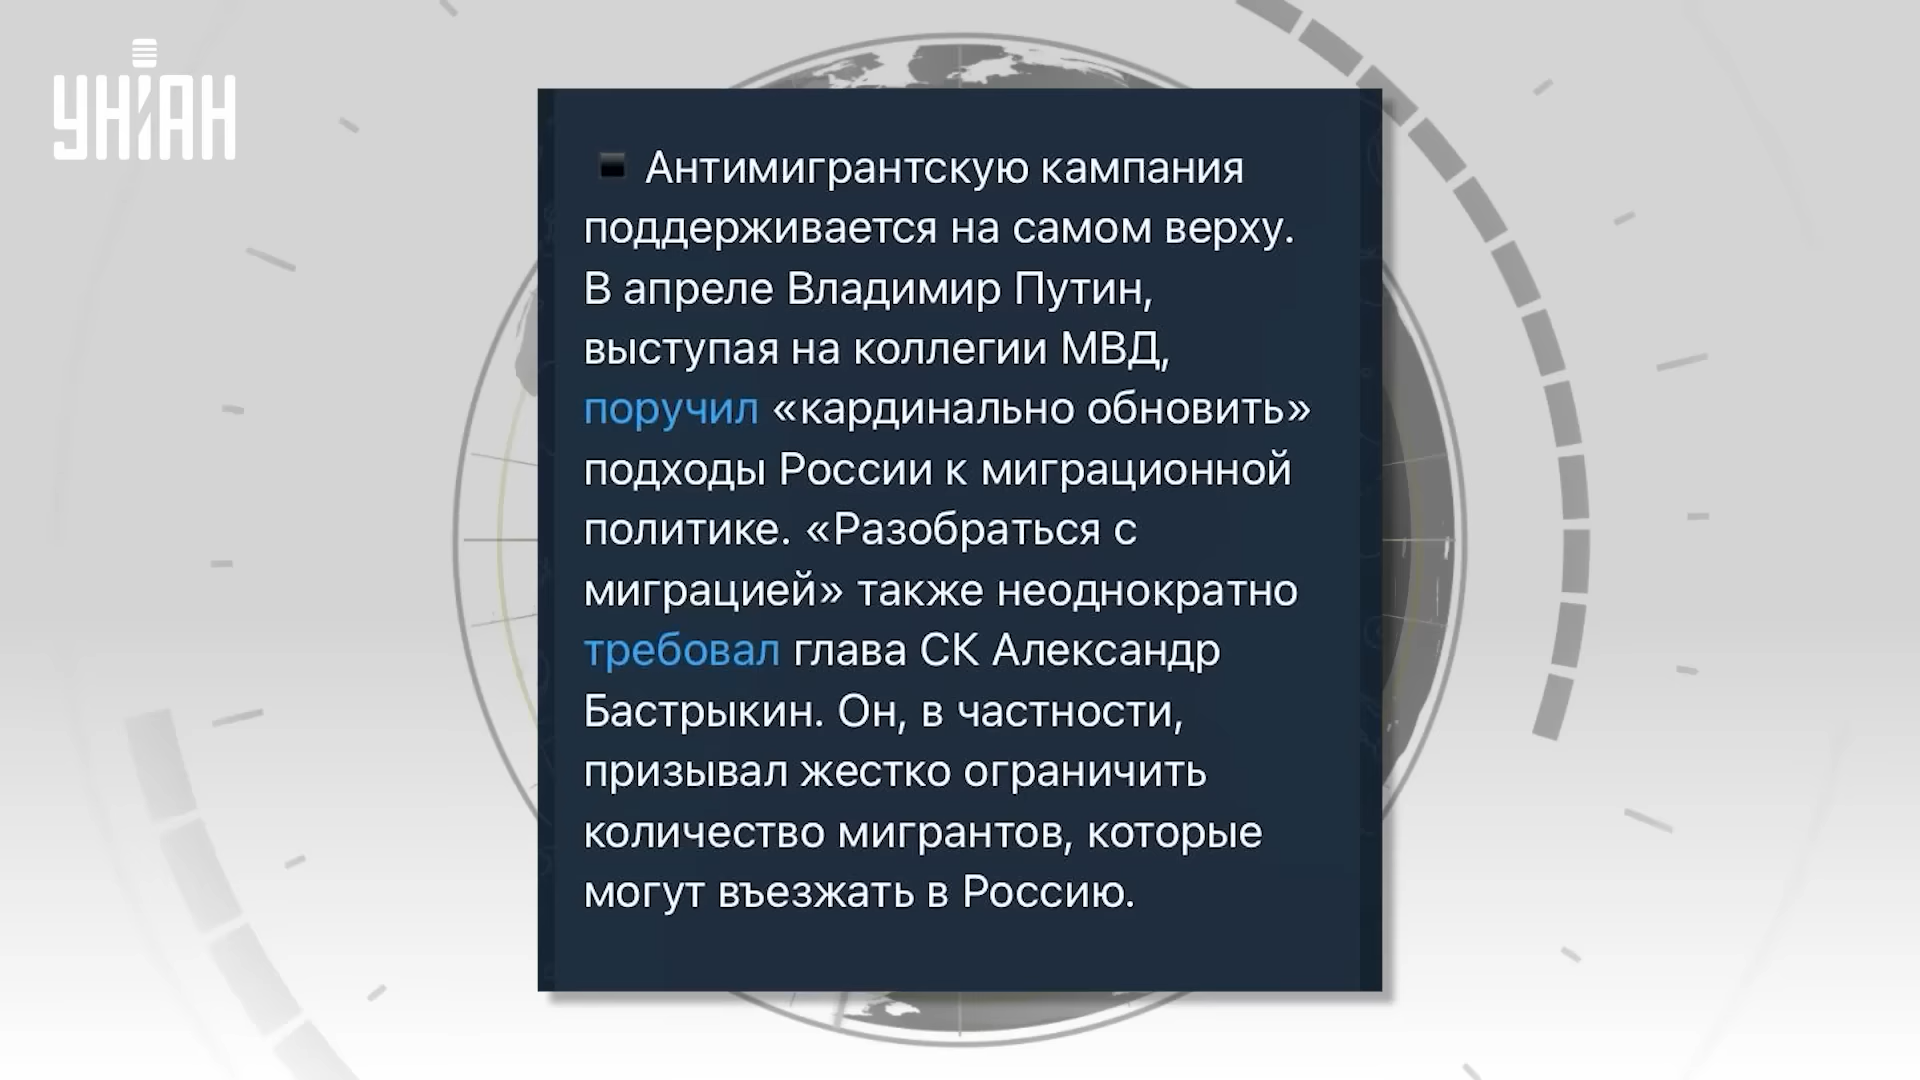 УНІАН
Антимигрантскую кампания
поддерживается на самом верху.
В апреле Владимир Путин,
выступая на коллегии МВД,
поручил «кардинально обновить»
подходы России к миграционной
политике. «Разобраться с
миграцией» также неоднократно
требовал глава СК Александр
Бастрыкин. Он, в частности,
призывал жестко ограничить
количество мигрантов, которые
могут въезжать в Россию.